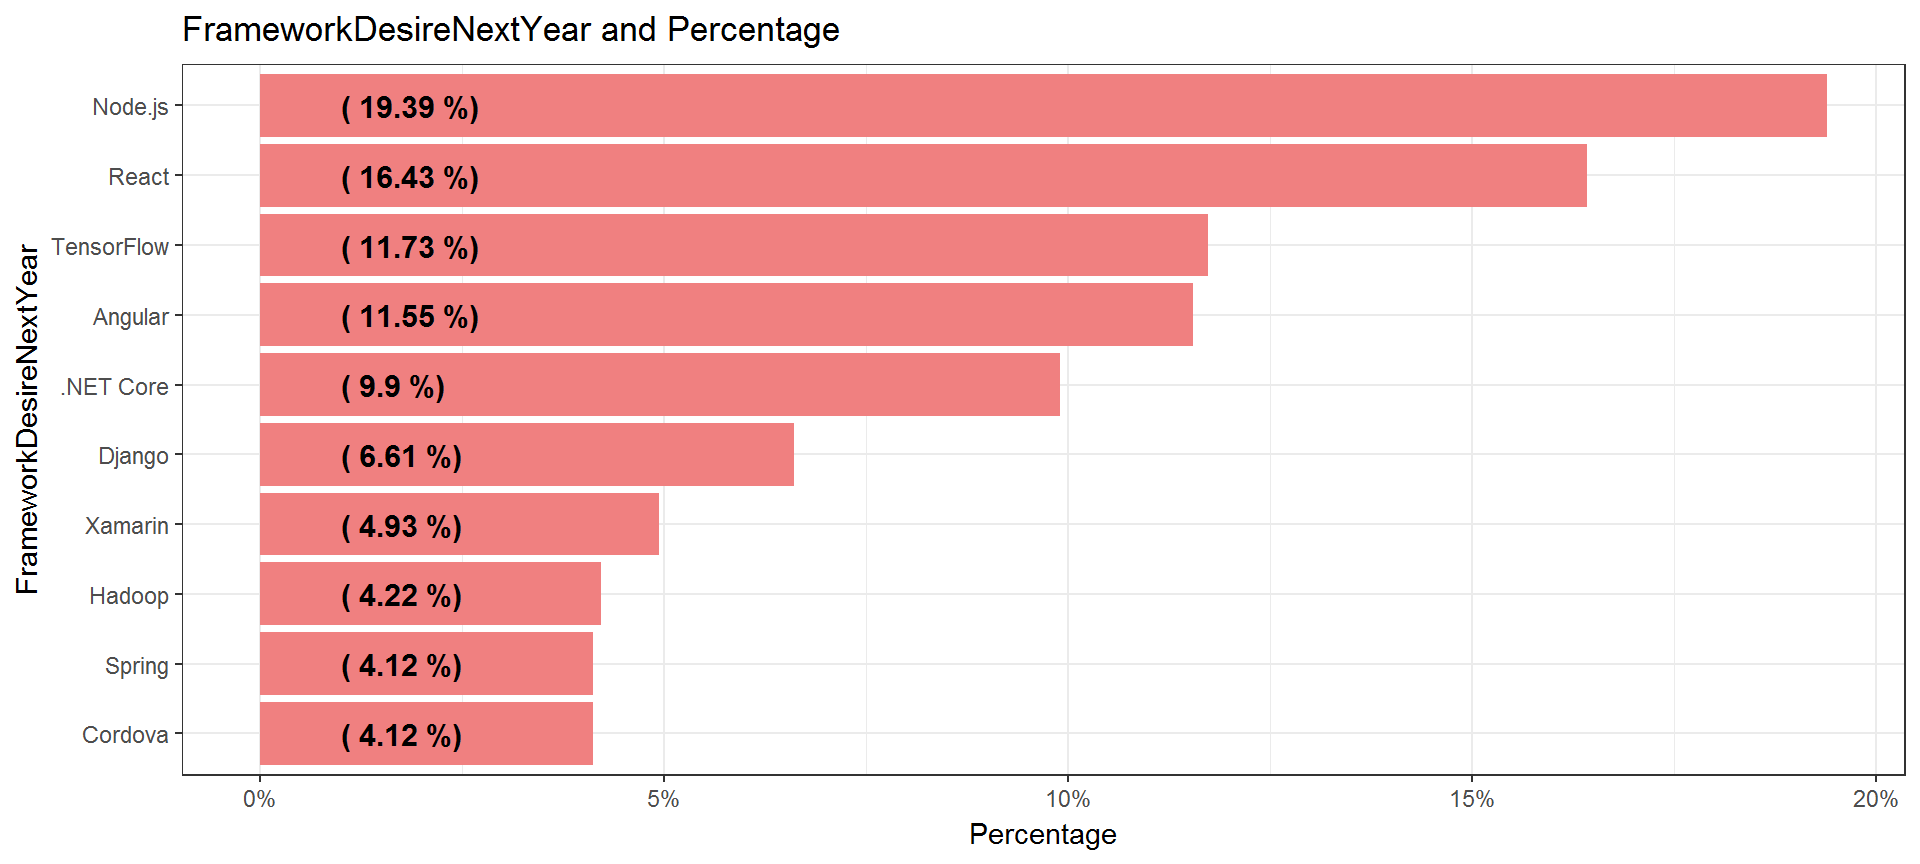 FrameworkDesireNextYear and Percentage
FrameworkDesireNextYear
Node.js ( 19.39 %)
React ( 16.43 %)
TensorFlow ( 11.73 %)
Angular ( 11.55 %)
.NET Core ( 9.9 %)
Django ( 6.61 %)
Xamarin ( 4.93 %)
Hadoop ( 4.22 %)
Spring ( 4.12 %)
Cordova ( 4.12 %)
0% 5% 10% 15% 20%
Percentage